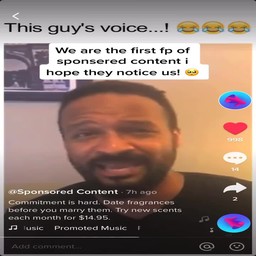 This guy's voice...! 😂😂😂
We are the first fp of
sponsered content i
hope they notice us! 🥺
14
@Sponsored Content · 7h ago
Commitment is hard. Date fragrances
before you marry them. Try new scents
each month for $14.95.
usic Promoted Music
Add comment...